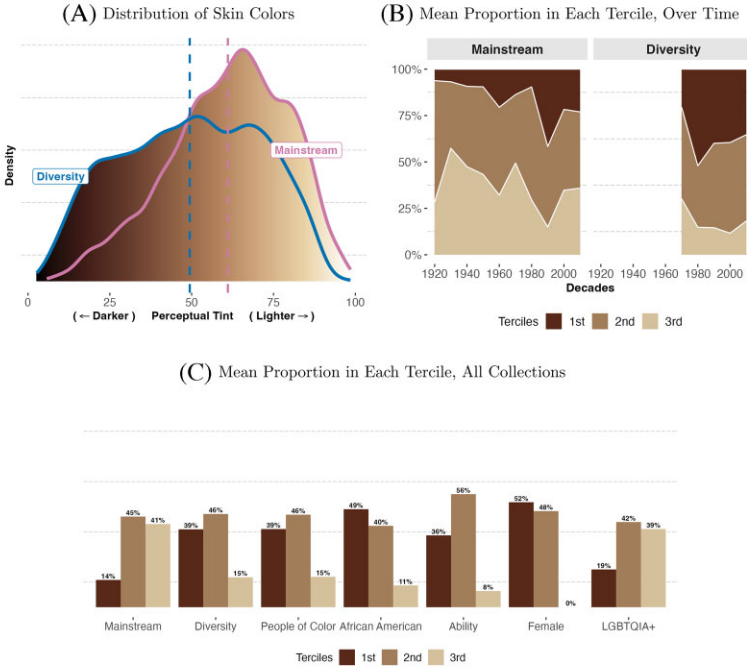 (A) Distribution of Skin Colors
Density
Diversity
Mainstream
0 25 50 75 100
( ← Darker ) Perceptual Tint ( Lighter → )
(B) Mean Proportion in Each Tercile, Over Time
Mainstream Diversity
100%
75%
50%
25%
0%
1920 1940 1960 1980 2000 1920 1940 1960 1980 2000
Decades
Terciles 1st 2nd 3rd
(C) Mean Proportion in Each Tercile, All Collections
14% 45% 41% 39% 46% 15% 39% 46% 15% 49% 40% 11% 36% 56% 8% 52% 48% 0% 19% 42% 39%
Mainstream Diversity People of Color African American Ability Female LGBTQIA+
Terciles 1st 2nd 3rd